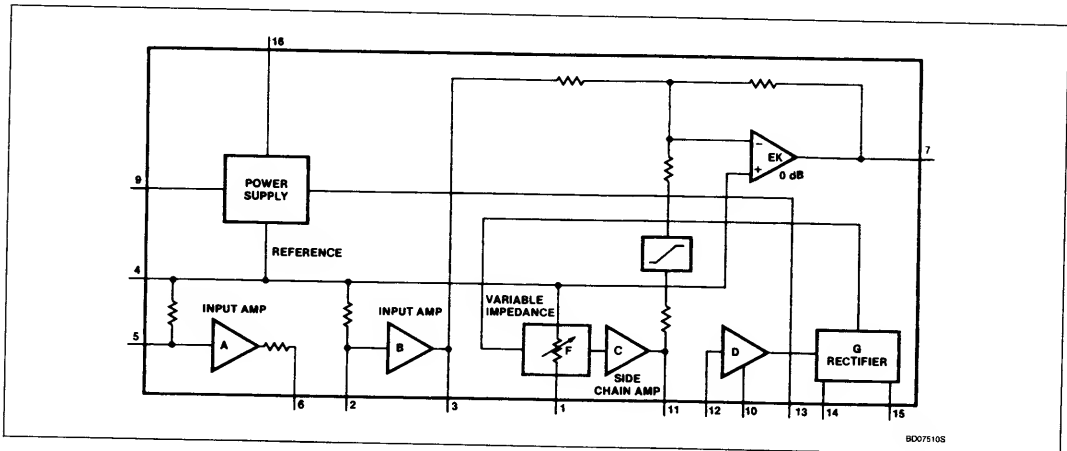 16
7
−
EK
+
0 dB
9
POWER
SUPPLY
REFERENCE
4
VARIABLE
IMPEDANCE
INPUT AMP
INPUT AMP
5
A
B
F
C
D
G
RECTIFIER
SIDE
CHAIN AMP
6
2
3
1
11
12
10
13
14
15
BD07510S